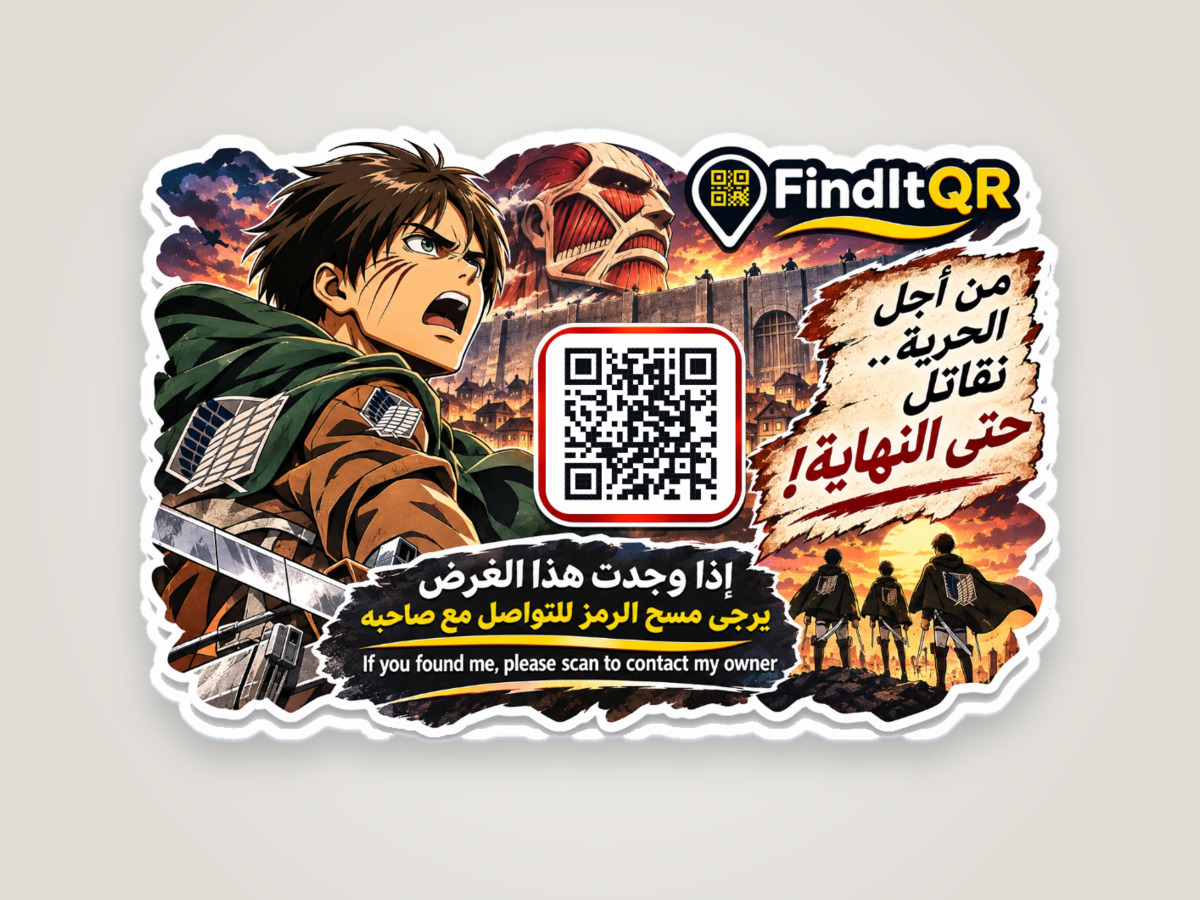 FindItQR
من أجل
الحرية ..
نقاتل
حتى النهاية!
إذا وجدت هذا الغرض
يرجى مسح الرمز للتواصل مع صاحبه
If you found me, please scan to contact my owner